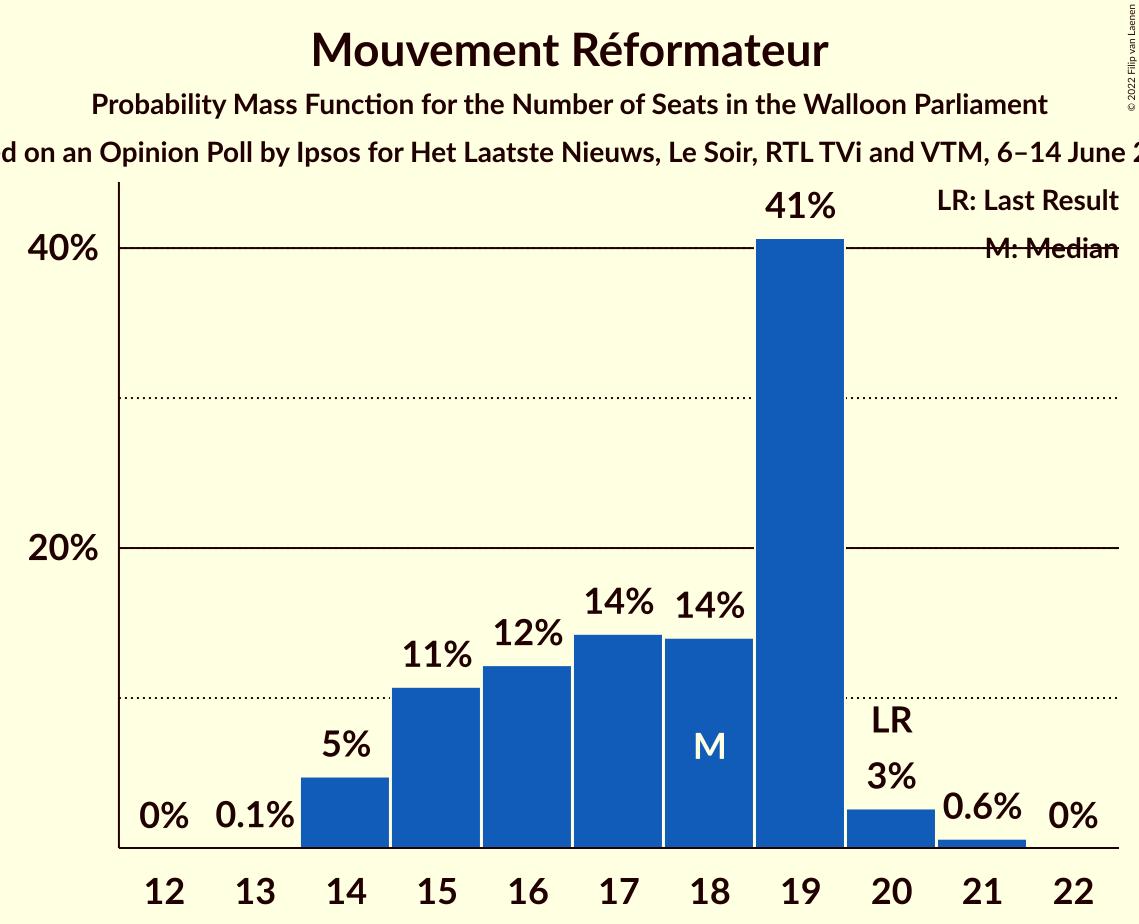 Mouvement Réformateur
Probability Mass Function for the Number of Seats in the Walloon Parliament
on an Opinion Poll by Ipsos for Het Laatste Nieuws, Le Soir, RTL TVi and VTM, 6–14 June
© 2022 Filip van Laenen
LR: Last Result
M: Median
41%
40%
20%
14%
14%
12%
11%
LR
M
5%
3%
0%
0.1%
0.6%
0%
12 13 14 15 16 17 18 19 20 21 22